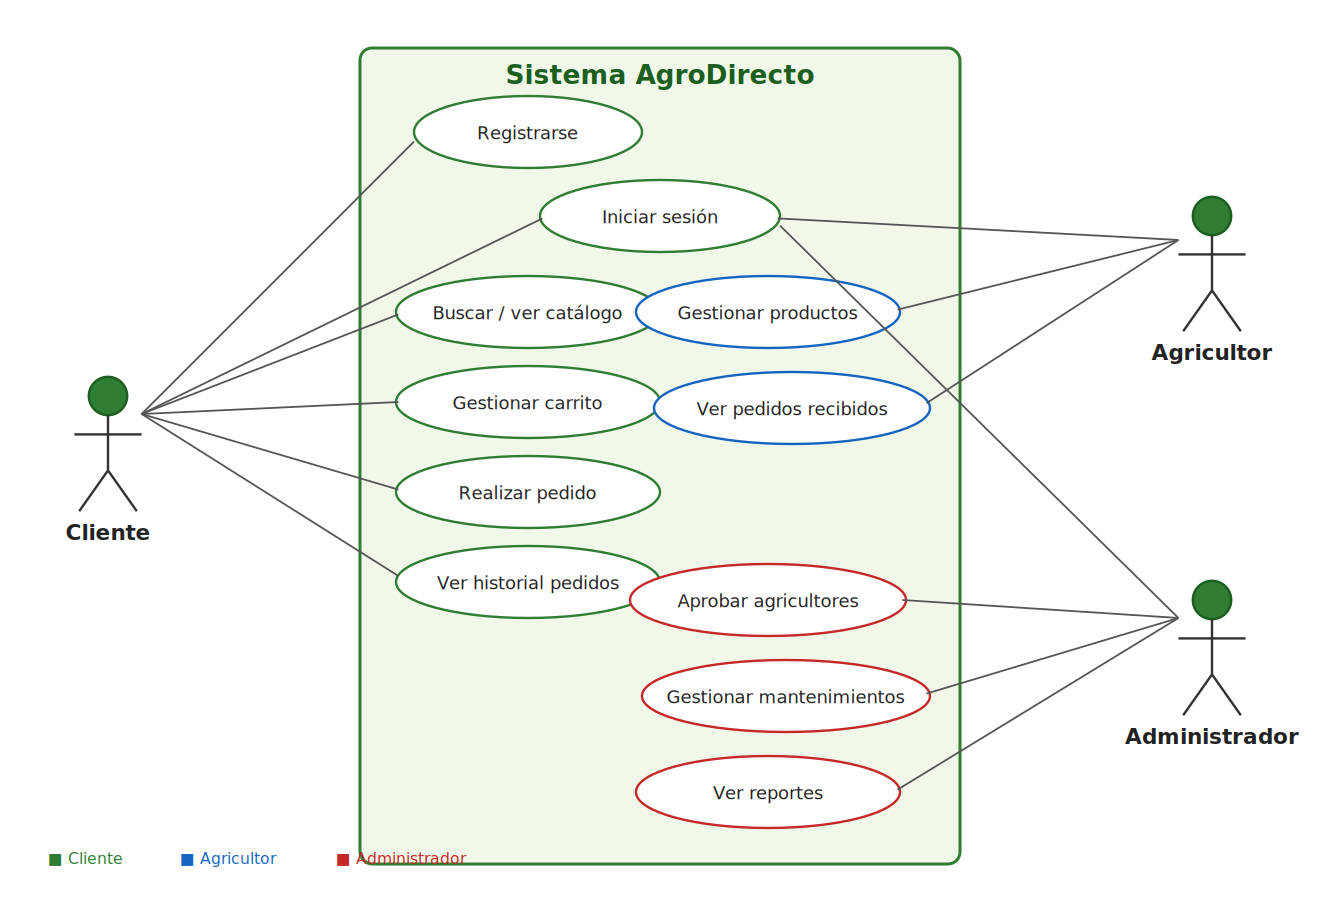 Sistema AgroDirecto
Registrarse
Iniciar sesión
Buscar / ver catálogo
Gestionar productos
Agricultor
Gestionar carrito
Ver pedidos recibidos
Realizar pedido
Cliente
Ver historial pedidos
Aprobar agricultores
Gestionar mantenimientos
Administrador
Ver reportes
Cliente
Agricultor
Administrador